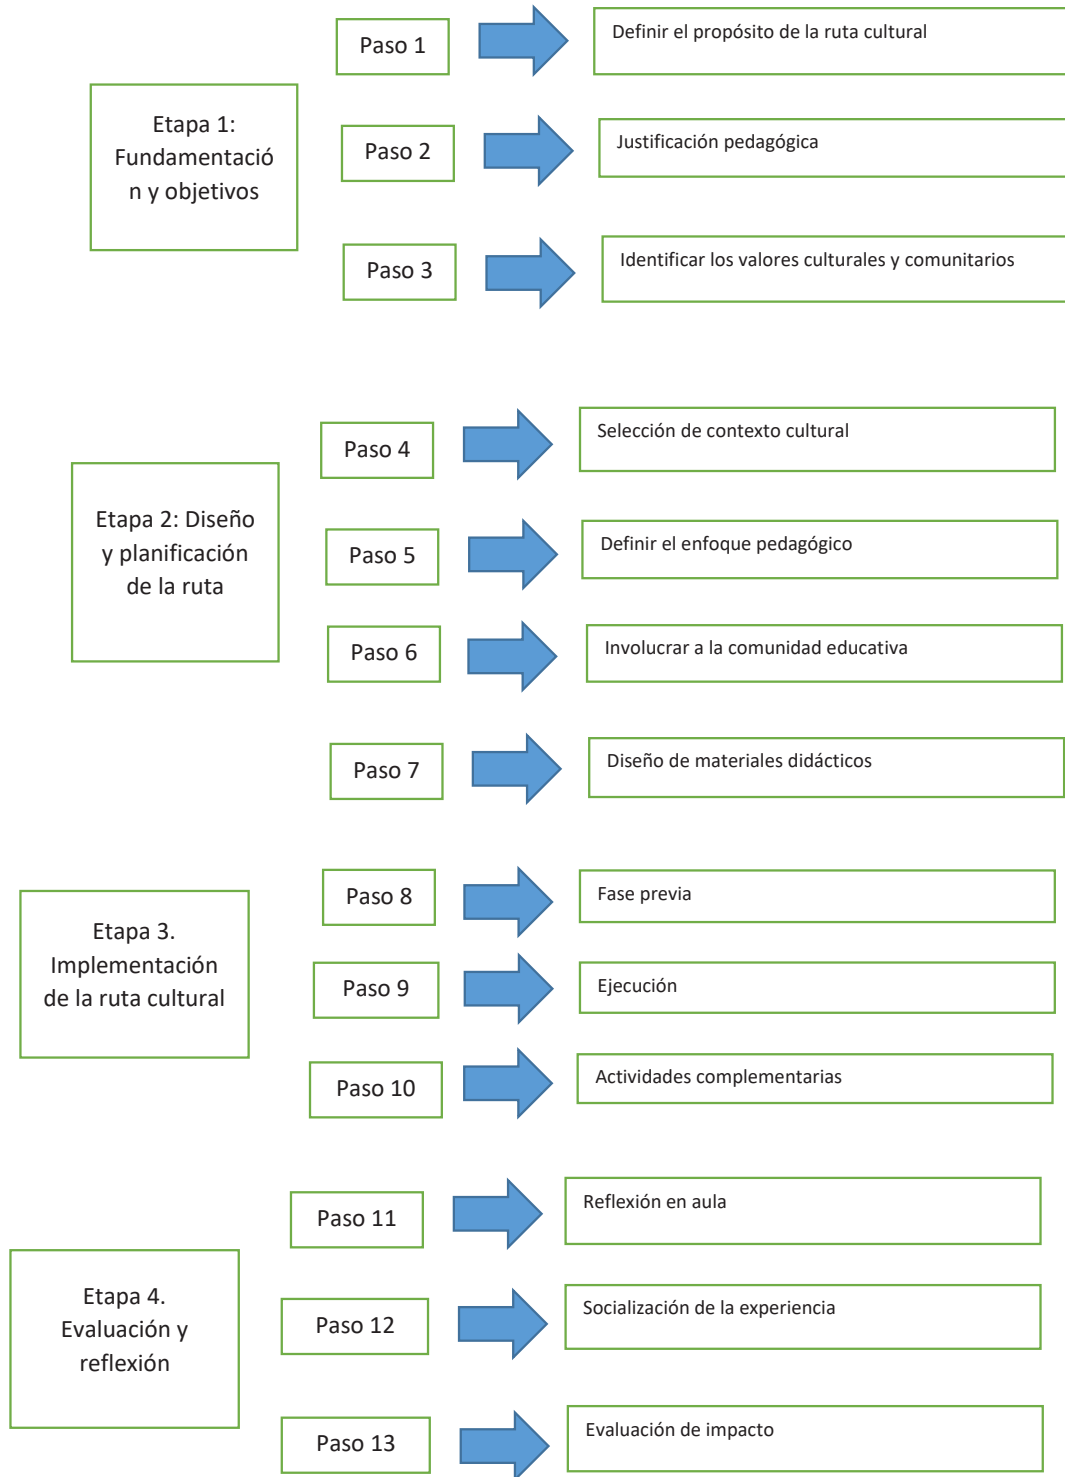 Paso 1
Definir el propósito de la ruta cultural
Etapa 1:
Fundamentació
n y objetivos
Paso 2
Justificación pedagógica
Paso 3
Identificar los valores culturales y comunitarios
Paso 4
Selección de contexto cultural
Etapa 2: Diseño
y planificación
de la ruta
Paso 5
Definir el enfoque pedagógico
Paso 6
Involucrar a la comunidad educativa
Paso 7
Diseño de materiales didácticos
Paso 8
Fase previa
Etapa 3.
Implementación
de la ruta cultural
Paso 9
Ejecución
Paso 10
Actividades complementarias
Paso 11
Reflexión en aula
Etapa 4.
Evaluación y
reflexión
Paso 12
Socialización de la experiencia
Paso 13
Evaluación de impacto